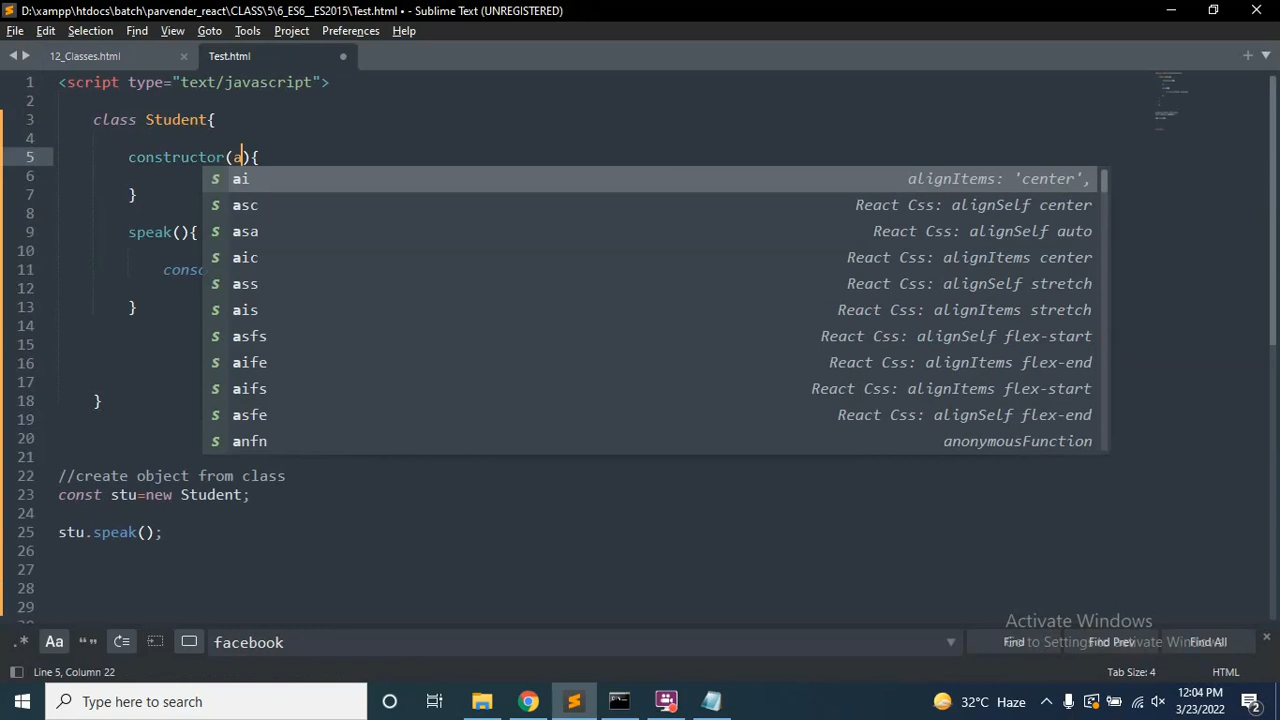 D:\xampp\htdocs\batch\parvender_react\CLASS\5\6_ES6__ES2015\Test.html • - Sublime Text (UNREGISTERED)
File Edit Selection Find View Goto Tools Project Preferences Help
12_Classes.html × Test.html
1 <script type="text/javascript">
2
3 class Student{
4
5 constructor(a){
6 ai alignItems: 'center',
7 }
asc React Css: alignSelf center
8
9 speak(){ asa React Css: alignSelf auto
10 aic React Css: alignItems center
11 conso
ass React Css: alignSelf stretch
12
13 } ais React Css: alignItems stretch
14
asfs React Css: alignSelf flex-start
15
16 aife React Css: alignItems flex-end
17 aifs React Css: alignItems flex-start
18 }
19 asfe React Css: alignSelf flex-end
20 anfn anonymousFunction
21
22 //create object from class
23 const stu=new Student;
24
25 stu.speak();
26
27
28
29
Activate Windows
Go to Settings to Activate Windows.
.* Aa “” facebook Find Find Prev Find All
Line 5, Column 22 Tab Size: 4 HTML
Type here to search 32°C Haze 12:04 PM
3/23/2022 2